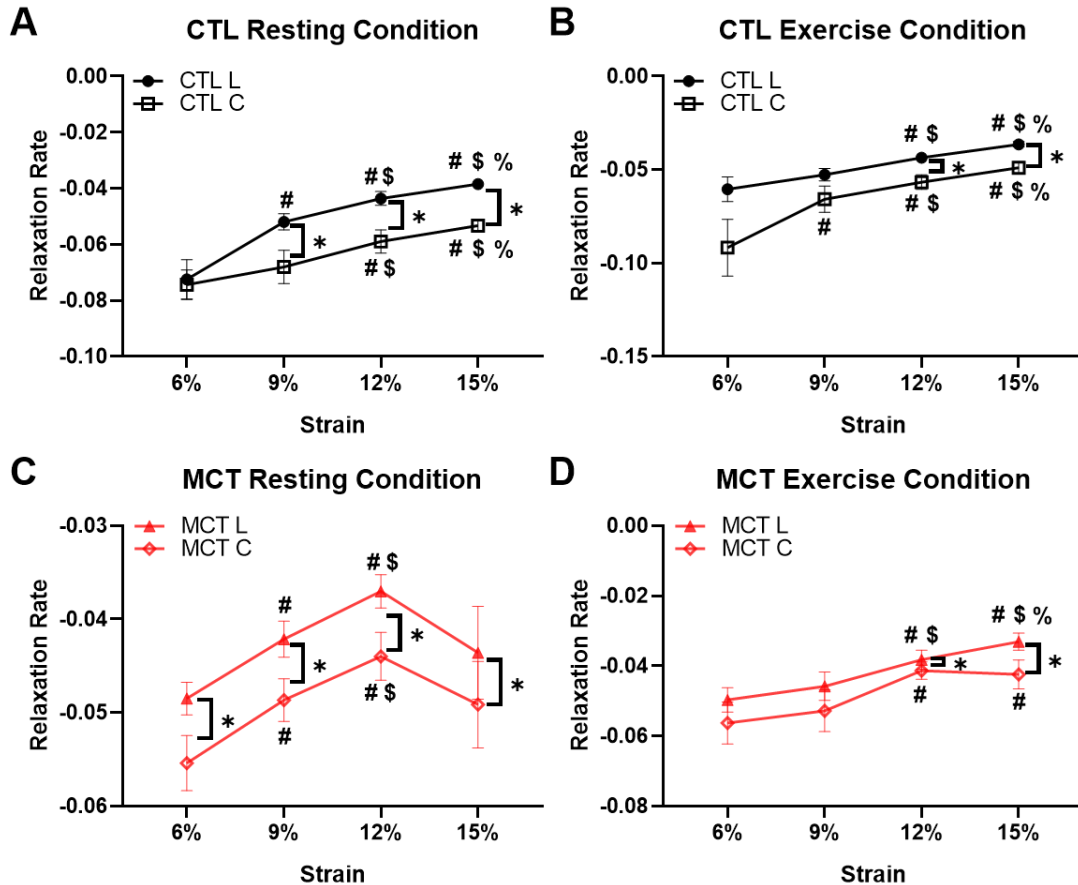 A
CTL Resting Condition
CTL L
CTL C
Relaxation Rate
0.00
-0.02
-0.04
-0.06
-0.08
-0.10
#
# $
# $ %
*
*
*
# $
# $ %
6%
9%
12%
15%
Strain
B
CTL Exercise Condition
CTL L
CTL C
Relaxation Rate
0.00
-0.05
-0.10
-0.15
# $
# $ %
*
*
#
# $
# $ %
6%
9%
12%
15%
Strain
C
MCT Resting Condition
MCT L
MCT C
Relaxation Rate
-0.03
-0.04
-0.05
-0.06
#
# $
*
*
*
*
#
# $
6%
9%
12%
15%
Strain
D
MCT Exercise Condition
MCT L
MCT C
Relaxation Rate
0.00
-0.02
-0.04
-0.06
-0.08
# $
# $ %
*
*
#
#
6%
9%
12%
15%
Strain